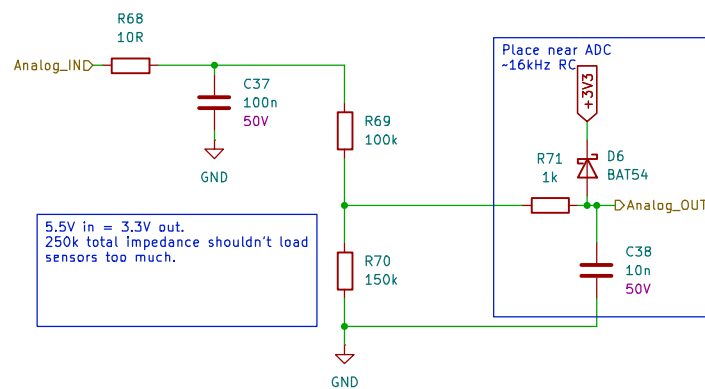 R68
10R
Analog_IN
C37
100n
50V
GND
R69
100k
Place near ADC
~16kHz RC
+3V3
R71
1k
D6
BAT54
Analog_OUT
5.5V in = 3.3V out.
250k total impedance shouldn't load
sensors too much.
R70
150k
C38
10n
50V
GND